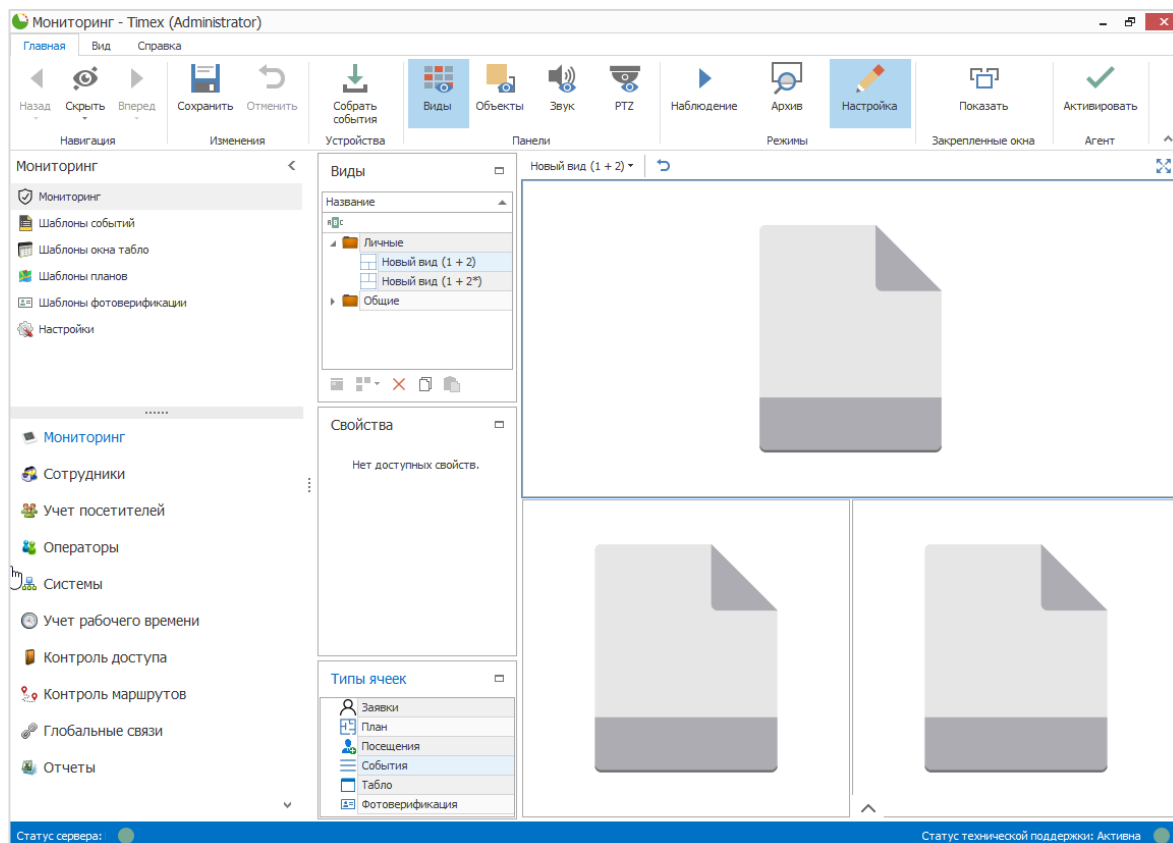 Мониторинг - Timex (Administrator)
Главная Вид Справка
Назад Скрыть Вперед Сохранить Отменить Собрать события Виды Объекты Звук PTZ Наблюдение Архив Настройка Показать Активировать
Навигация Изменения Устройства Панели Режимы Закрепленные окна Агент
Мониторинг
Мониторинг
Шаблоны событий
Шаблоны окна табло
Шаблоны планов
Шаблоны фотоверификации
Настройки
Мониторинг
Сотрудники
Учет посетителей
Операторы
Системы
Учет рабочего времени
Контроль доступа
Контроль маршрутов
Глобальные связи
Отчеты
Виды
Название
Личные
Новый вид (1 + 2)
Новый вид (1 + 2*)
Общие
Свойства
Нет доступных свойств.
Типы ячеек
Заявки
План
Посещения
События
Табло
Фотоверификация
Новый вид (1 + 2)
Статус сервера: Статус технической поддержки: Активна